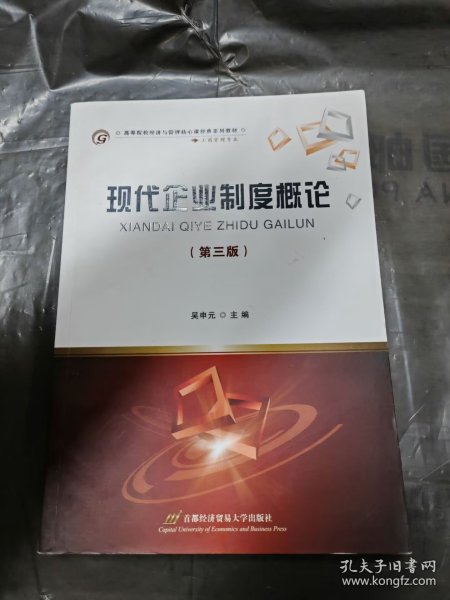 高等院校经济与管理核心课经典系列教材
工商管理专业
现代企业制度概论
XIANDAI QIYE ZHIDU GAILUN
（第三版）
吴申元 ○ 主编
首都经济贸易大学出版社
Capital University of Economics and Business Press
孔夫子旧书网
www.kongfz.com